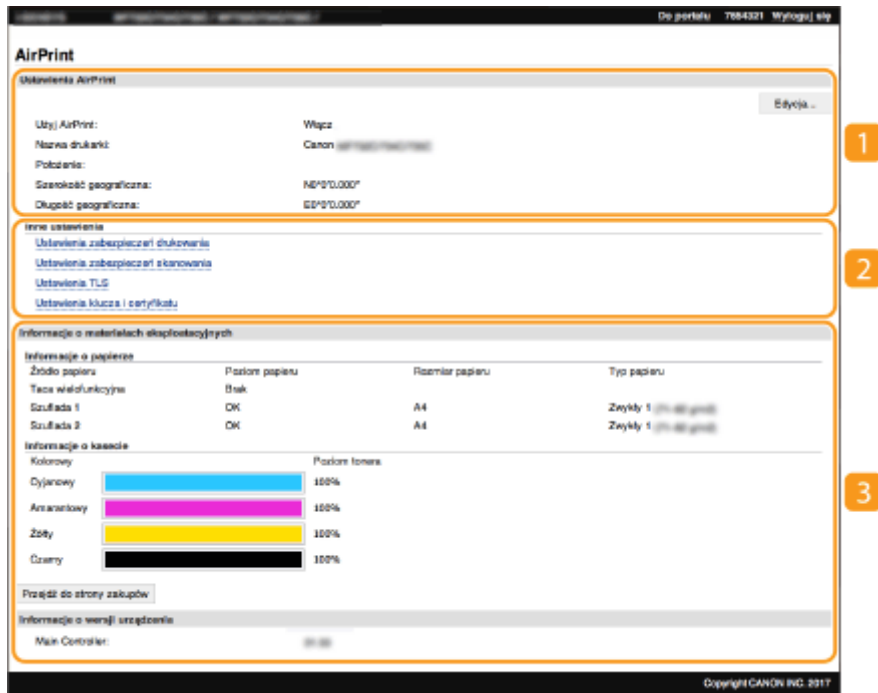 Do portalu 7654321 Wyloguj się
AirPrint
Ustawienia AirPrint
Edycja...
Użyj AirPrint: Włącz
Nazwa drukarki: Canon
Położenie:
Szerokość geograficzna: N0°0'0.000"
Długość geograficzna: E0°0'0.000"
1
Inne ustawienia
Ustawienia zabezpieczeń drukowania
Ustawienia zabezpieczeń skanowania
Ustawienia TLS
Ustawienia klucza i certyfikatu
2
Informacje o materiałach eksploatacyjnych
Informacje o papierze
Źródło papieru Poziom papieru Rozmiar papieru Typ papieru
Taca wielofunkcyjna Brak
Szuflada 1 OK A4 Zwykły 1
Szuflada 2 OK A4 Zwykły 1
Informacje o kasecie
Kolorowy Poziom tonera
Cyjanowy 100%
Amarantowy 100%
Żółty 100%
Czarny 100%
3
Przejdź do strony zakupów
Informacje o wersji urządzenia
Main Controller:
Copyright CANON INC. 2017